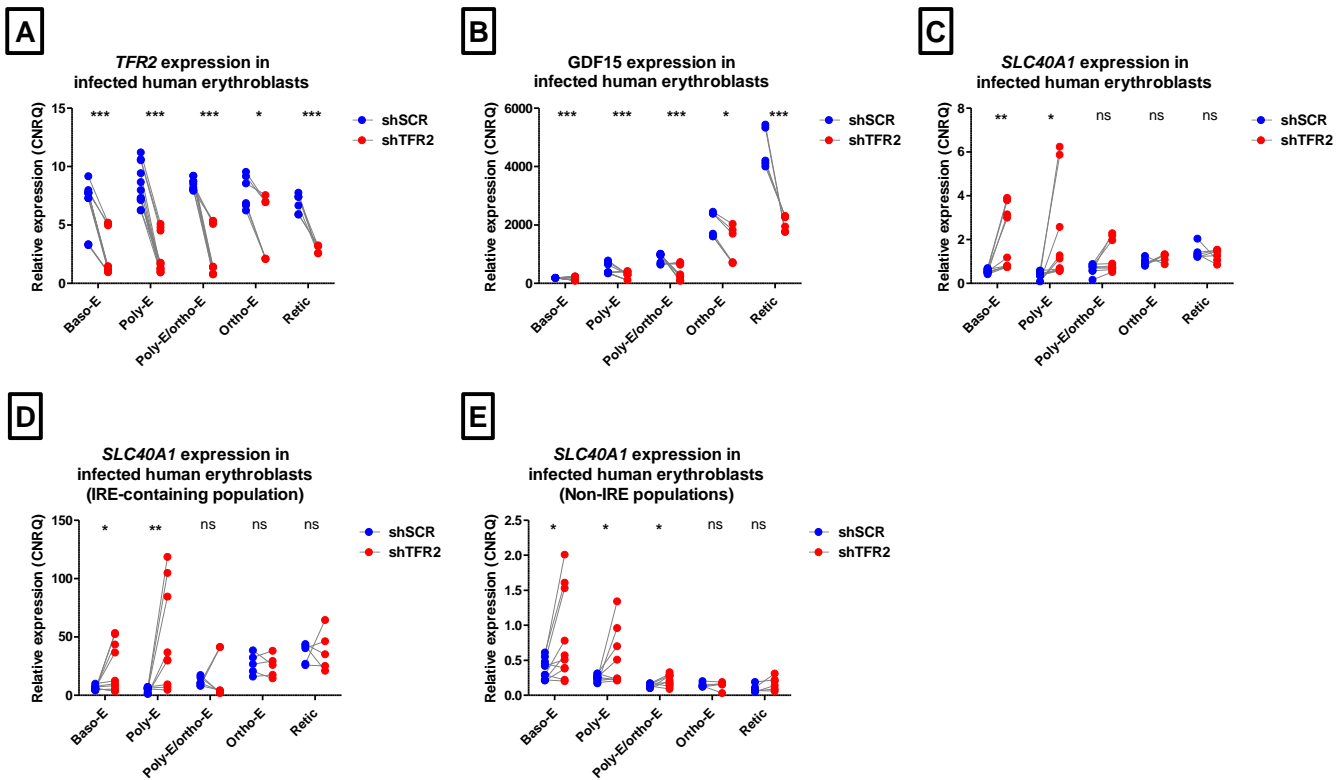 A
TFR2 expression in
infected human erythroblasts
Relative expression (CNRQ)
15
10
5
0
***
***
***
*
***
shSCR
shTFR2
Baso-E
Poly-E
Poly-E/ortho-E
Ortho-E
Retic
B
GDF15 expression in
infected human erythroblasts
Relative expression (CNRQ)
6000
4000
2000
0
***
***
***
*
***
shSCR
shTFR2
Baso-E
Poly-E
Poly-E/ortho-E
Ortho-E
Retic
C
SLC40A1 expression in
infected human erythroblasts
Relative expression (CNRQ)
8
6
4
2
0
**
*
ns
ns
ns
shSCR
shTFR2
Baso-E
Poly-E
Poly-E/ortho-E
Ortho-E
Retic
D
SLC40A1 expression in
infected human erythroblasts
(IRE-containing population)
Relative expression (CNRQ)
150
100
50
0
*
**
ns
ns
ns
shSCR
shTFR2
Baso-E
Poly-E
Poly-E/ortho-E
Ortho-E
Retic
E
SLC40A1 expression in
infected human erythroblasts
(Non-IRE populations)
Relative expression (CNRQ)
2.5
2.0
1.5
1.0
0.5
0.0
*
*
*
ns
ns
shSCR
shTFR2
Baso-E
Poly-E
Poly-E/ortho-E
Ortho-E
Retic